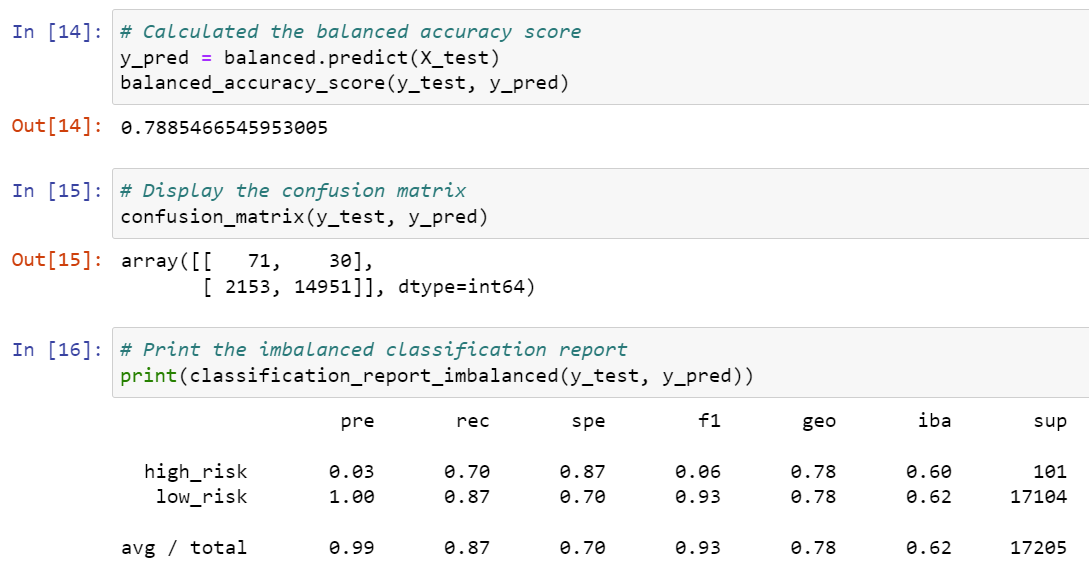 In [14]: # Calculated the balanced accuracy score
y_pred = balanced.predict(X_test)
balanced_accuracy_score(y_test, y_pred)
Out[14]: 0.7885466545953005
In [15]: # Display the confusion matrix
confusion_matrix(y_test, y_pred)
Out[15]: array([[   71,    30],
       [ 2153, 14951]], dtype=int64)
In [16]: # Print the imbalanced classification report
print(classification_report_imbalanced(y_test, y_pred))
pre rec spe f1 geo iba sup
high_risk 0.03 0.70 0.87 0.06 0.78 0.60 101
low_risk 1.00 0.87 0.70 0.93 0.78 0.62 17104
avg / total 0.99 0.87 0.70 0.93 0.78 0.62 17205